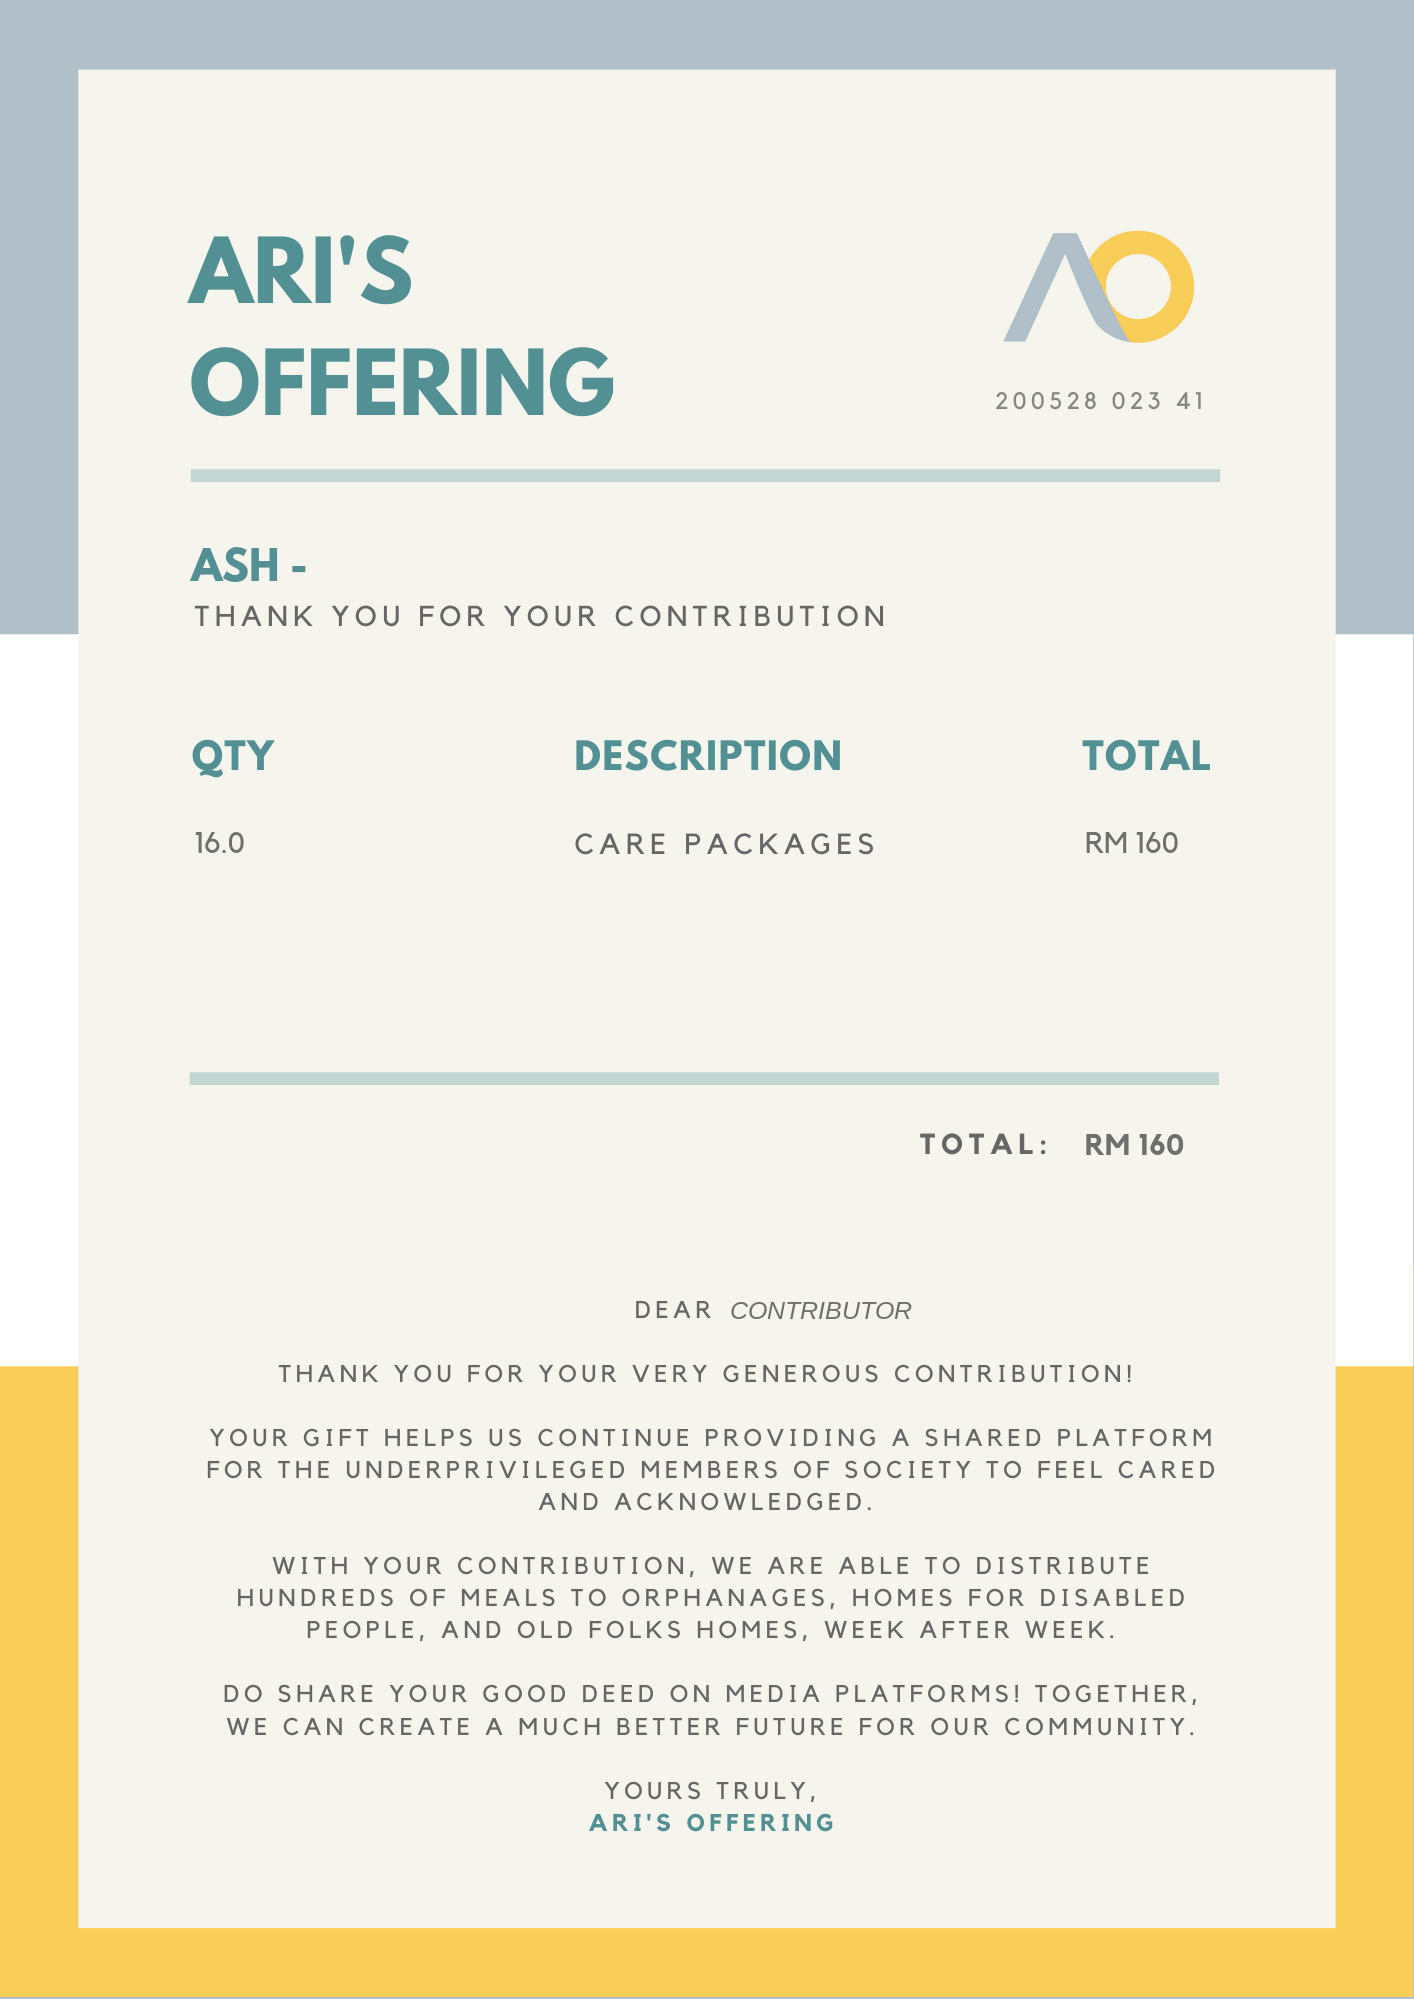 ARI'S
OFFERING
AO
200528 023 41
ASH -
THANK YOU FOR YOUR CONTRIBUTION
QTY DESCRIPTION TOTAL
16.0 CARE PACKAGES RM 160
TOTAL: RM 160
DEAR CONTRIBUTOR
THANK YOU FOR YOUR VERY GENEROUS CONTRIBUTION!
YOUR GIFT HELPS US CONTINUE PROVIDING A SHARED PLATFORM
FOR THE UNDERPRIVILEGED MEMBERS OF SOCIETY TO FEEL CARED
AND ACKNOWLEDGED.
WITH YOUR CONTRIBUTION, WE ARE ABLE TO DISTRIBUTE
HUNDREDS OF MEALS TO ORPHANAGES, HOMES FOR DISABLED
PEOPLE, AND OLD FOLKS HOMES, WEEK AFTER WEEK.
DO SHARE YOUR GOOD DEED ON MEDIA PLATFORMS! TOGETHER,
WE CAN CREATE A MUCH BETTER FUTURE FOR OUR COMMUNITY.
YOURS TRULY,
ARI'S OFFERING